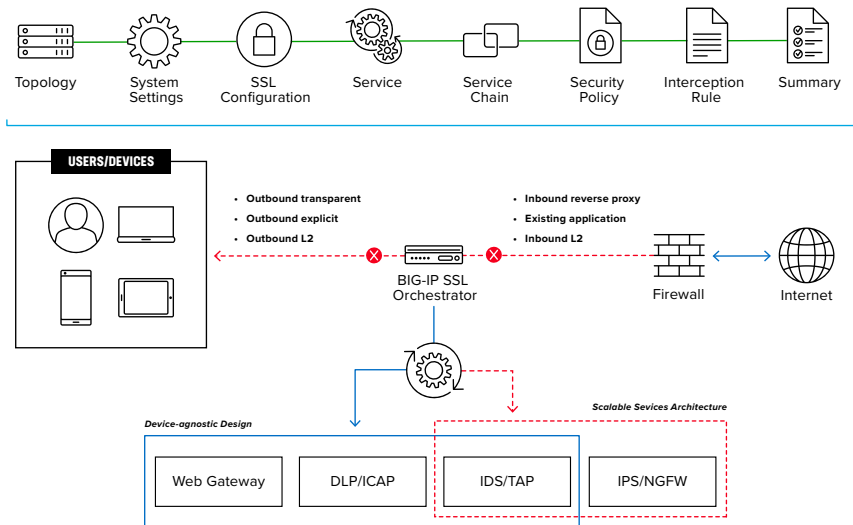 Topology
System
Settings
SSL
Configuration
Service
Service
Chain
Security
Policy
Interception
Rule
Summary
USERS/DEVICES
• Outbound transparent
• Outbound explicit
• Outbound L2
• Inbound reverse proxy
• Existing application
• Inbound L2
X
X
BIG-IP SSL
Orchestrator
Firewall
Internet
Scalable Sevices Architecture
Device-agnostic Design
Web Gateway
DLP/ICAP
IDS/TAP
IPS/NGFW